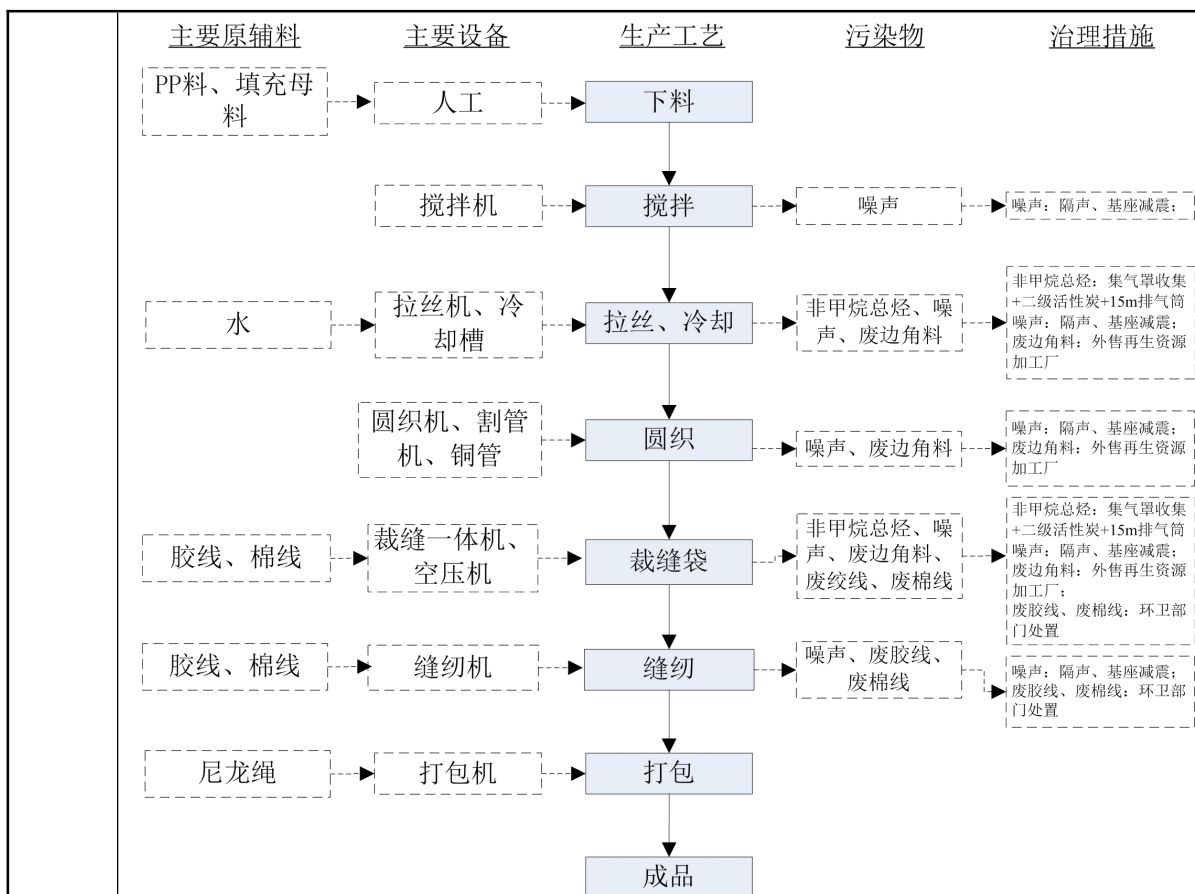 主要原辅料
主要设备
生产工艺
污染物
治理措施
PP料、填充母
料
人工
下料
搅拌机
搅拌
噪声
噪声：隔声、基座减震；
水
拉丝机、冷
却槽
拉丝、冷却
非甲烷总烃、噪
声、废边角料
非甲烷总烃：集气罩收集
+二级活性炭+15m排气筒
噪声：隔声、基座减震；
废边角料：外售再生资源
加工厂
圆织机、割管
机、铜管
圆织
噪声、废边角料
噪声：隔声、基座减震；
废边角料：外售再生资源
加工厂
胶线、棉线
裁缝一体机、
空压机
裁缝袋
非甲烷总烃、噪
声、废边角料、
废绞线、废棉线
非甲烷总烃：集气罩收集
+二级活性炭+15m排气筒
噪声：隔声、基座减震；
废边角料：外售再生资源
加工厂；
废胶线、废棉线：环卫部
门处置
胶线、棉线
缝纫机
缝纫
噪声、废胶线、
废棉线
噪声：隔声、基座减震；
废胶线、废棉线：环卫部
门处置
尼龙绳
打包机
打包
成品